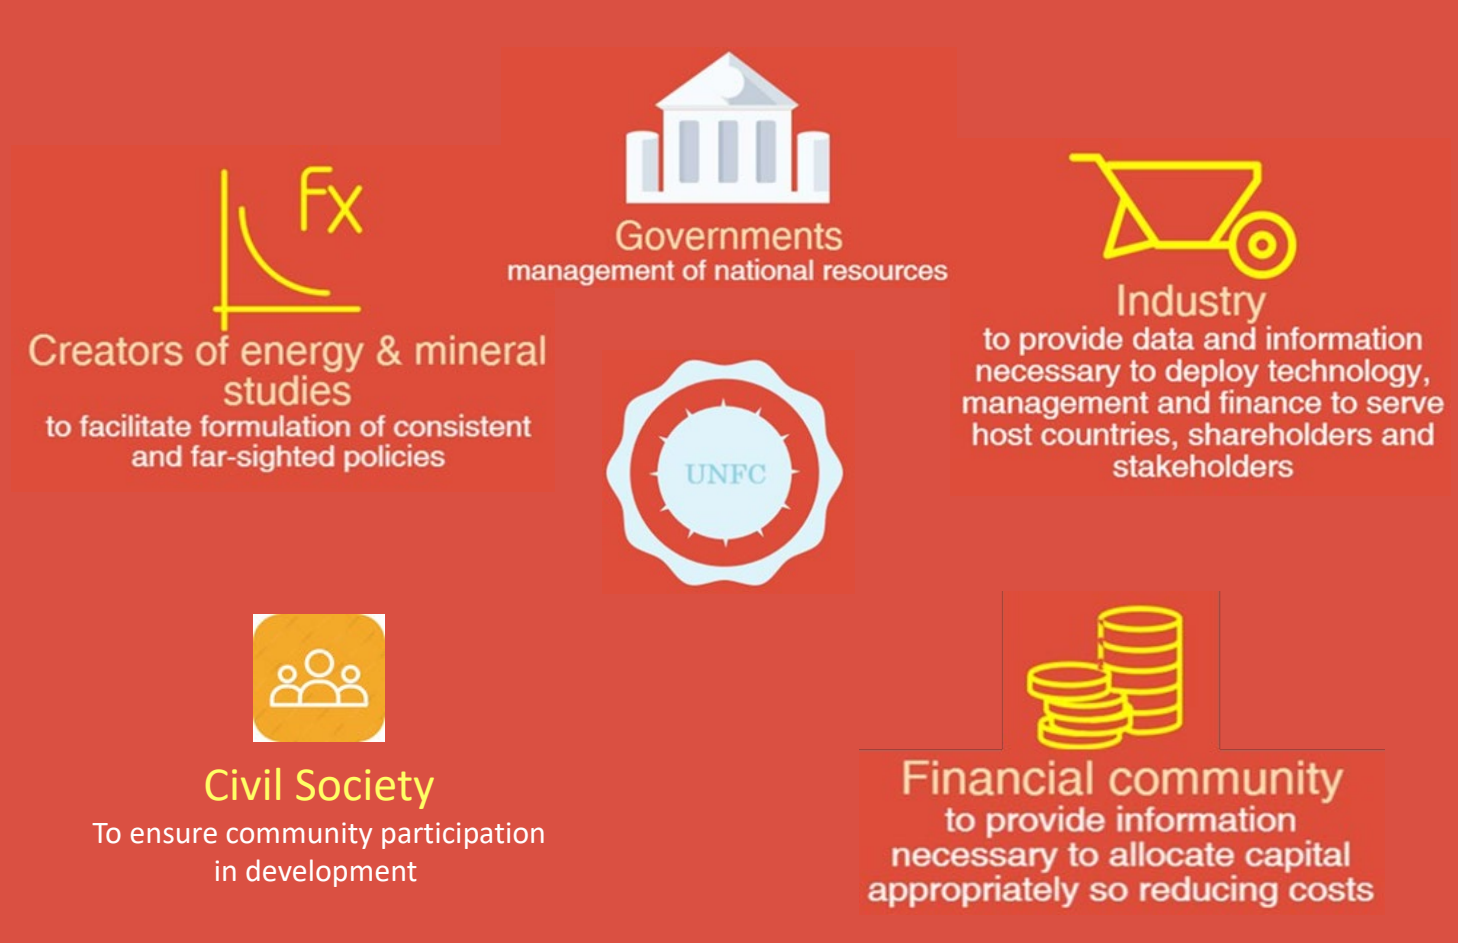 Governments
management of national resources
Fx
Creators of energy & mineral
studies
to facilitate formulation of consistent
and far-sighted policies
Industry
to provide data and information
necessary to deploy technology,
management and finance to serve
host countries, shareholders and
stakeholders
UNFC
Civil Society
To ensure community participation
in development
Financial community
to provide information
necessary to allocate capital
appropriately so reducing costs